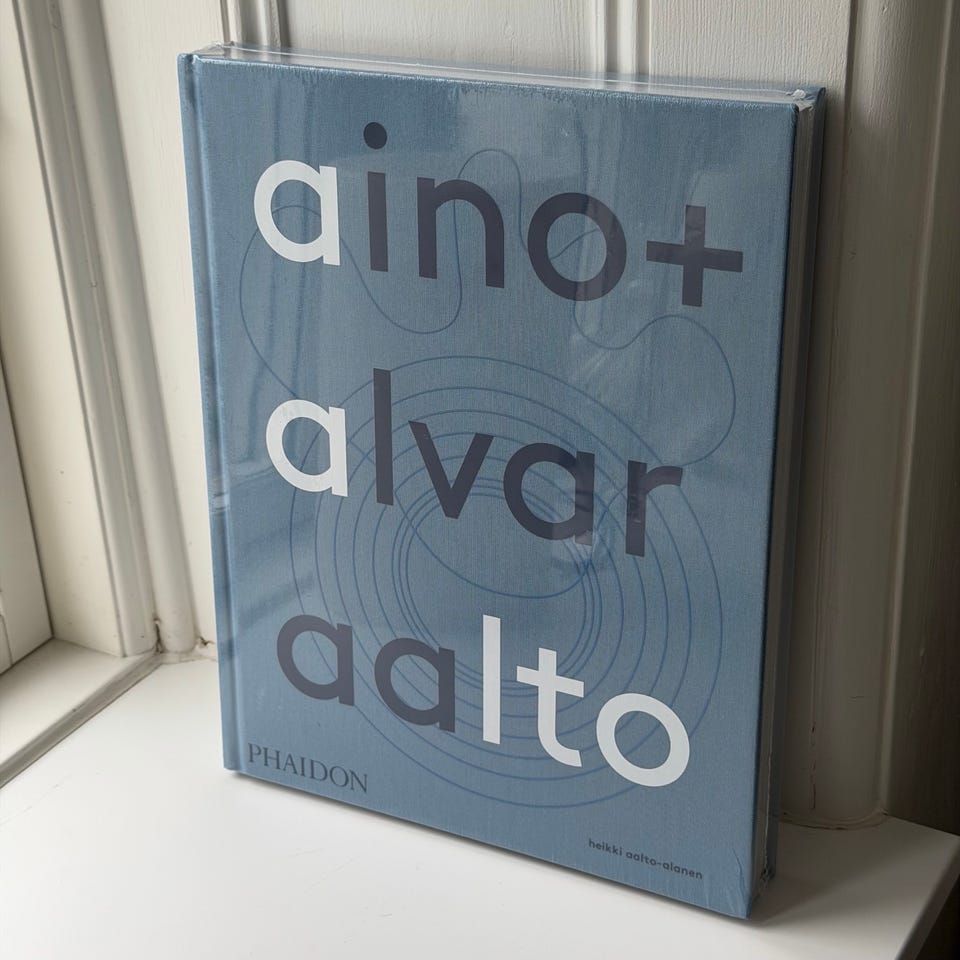 aino+
alvar
aalto
PHAIDON
heikki aalto-alanen